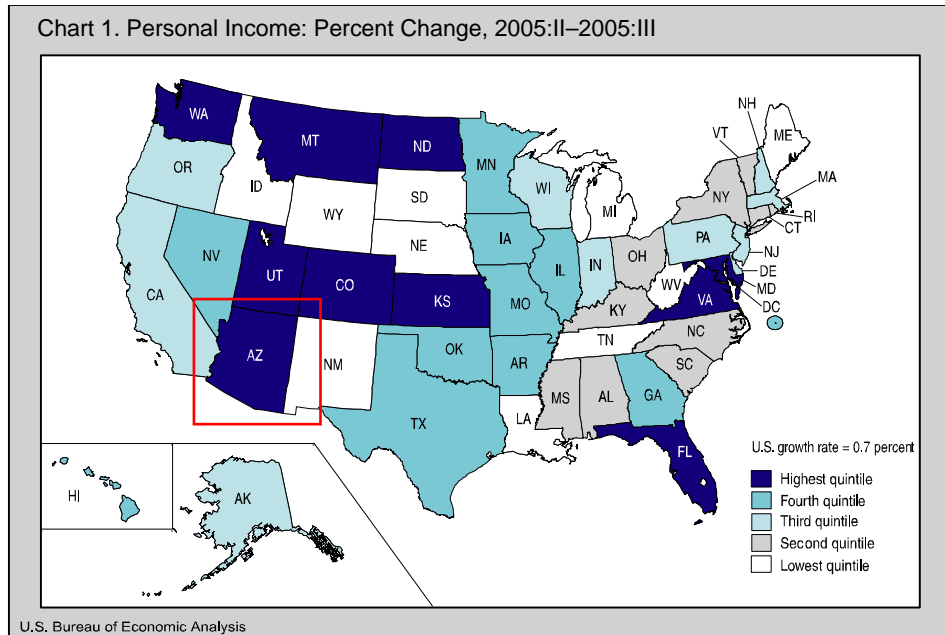 Chart 1. Personal Income: Percent Change, 2005:II–2005:III
WA
MT
ND
MN
OR
ID
WY
SD
WI
MI
NH
VT
ME
NY
MA
RI
CT
NV
UT
CO
NE
IA
IL
IN
OH
PA
NJ
DE
MD
DC
WV
VA
CA
AZ
NM
KS
MO
KY
TN
NC
OK
AR
SC
TX
LA
MS
AL
GA
FL
HI
AK
U.S. growth rate = 0.7 percent
Highest quintile
Fourth quintile
Third quintile
Second quintile
Lowest quintile
U.S. Bureau of Economic Analysis